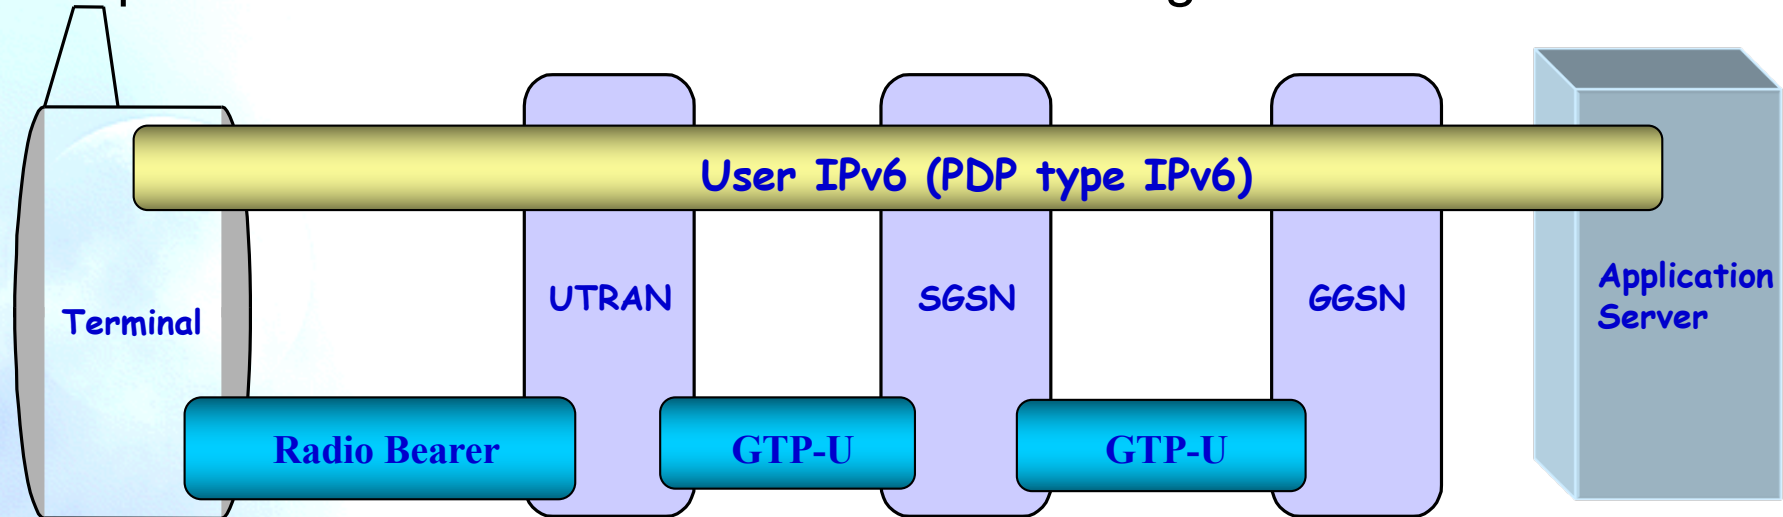 User IPv6 (PDP type IPv6)
Terminal
UTRAN
SGSN
GGSN
Application
Server
Radio Bearer
GTP-U
GTP-U